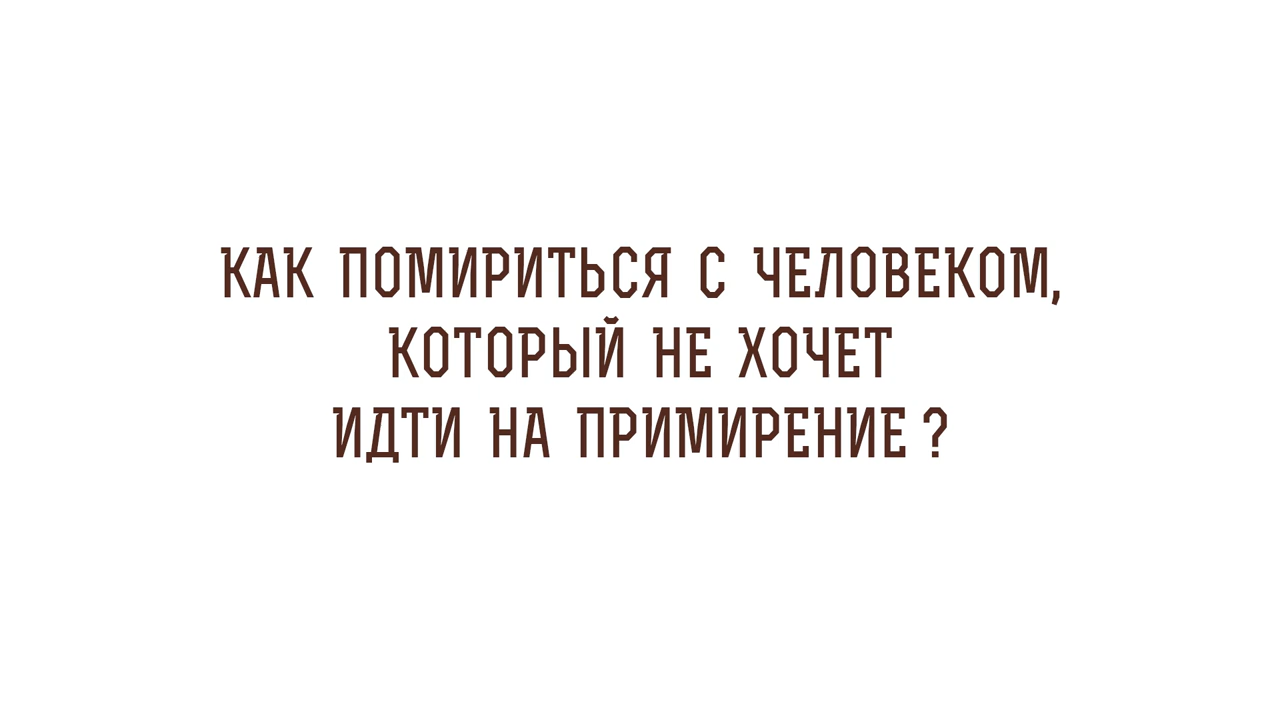 КАК ПОМИРИТЬСЯ С ЧЕЛОВЕКОМ,
КОТОРЫЙ НЕ ХОЧЕТ
ИДТИ НА ПРИМИРЕНИЕ?